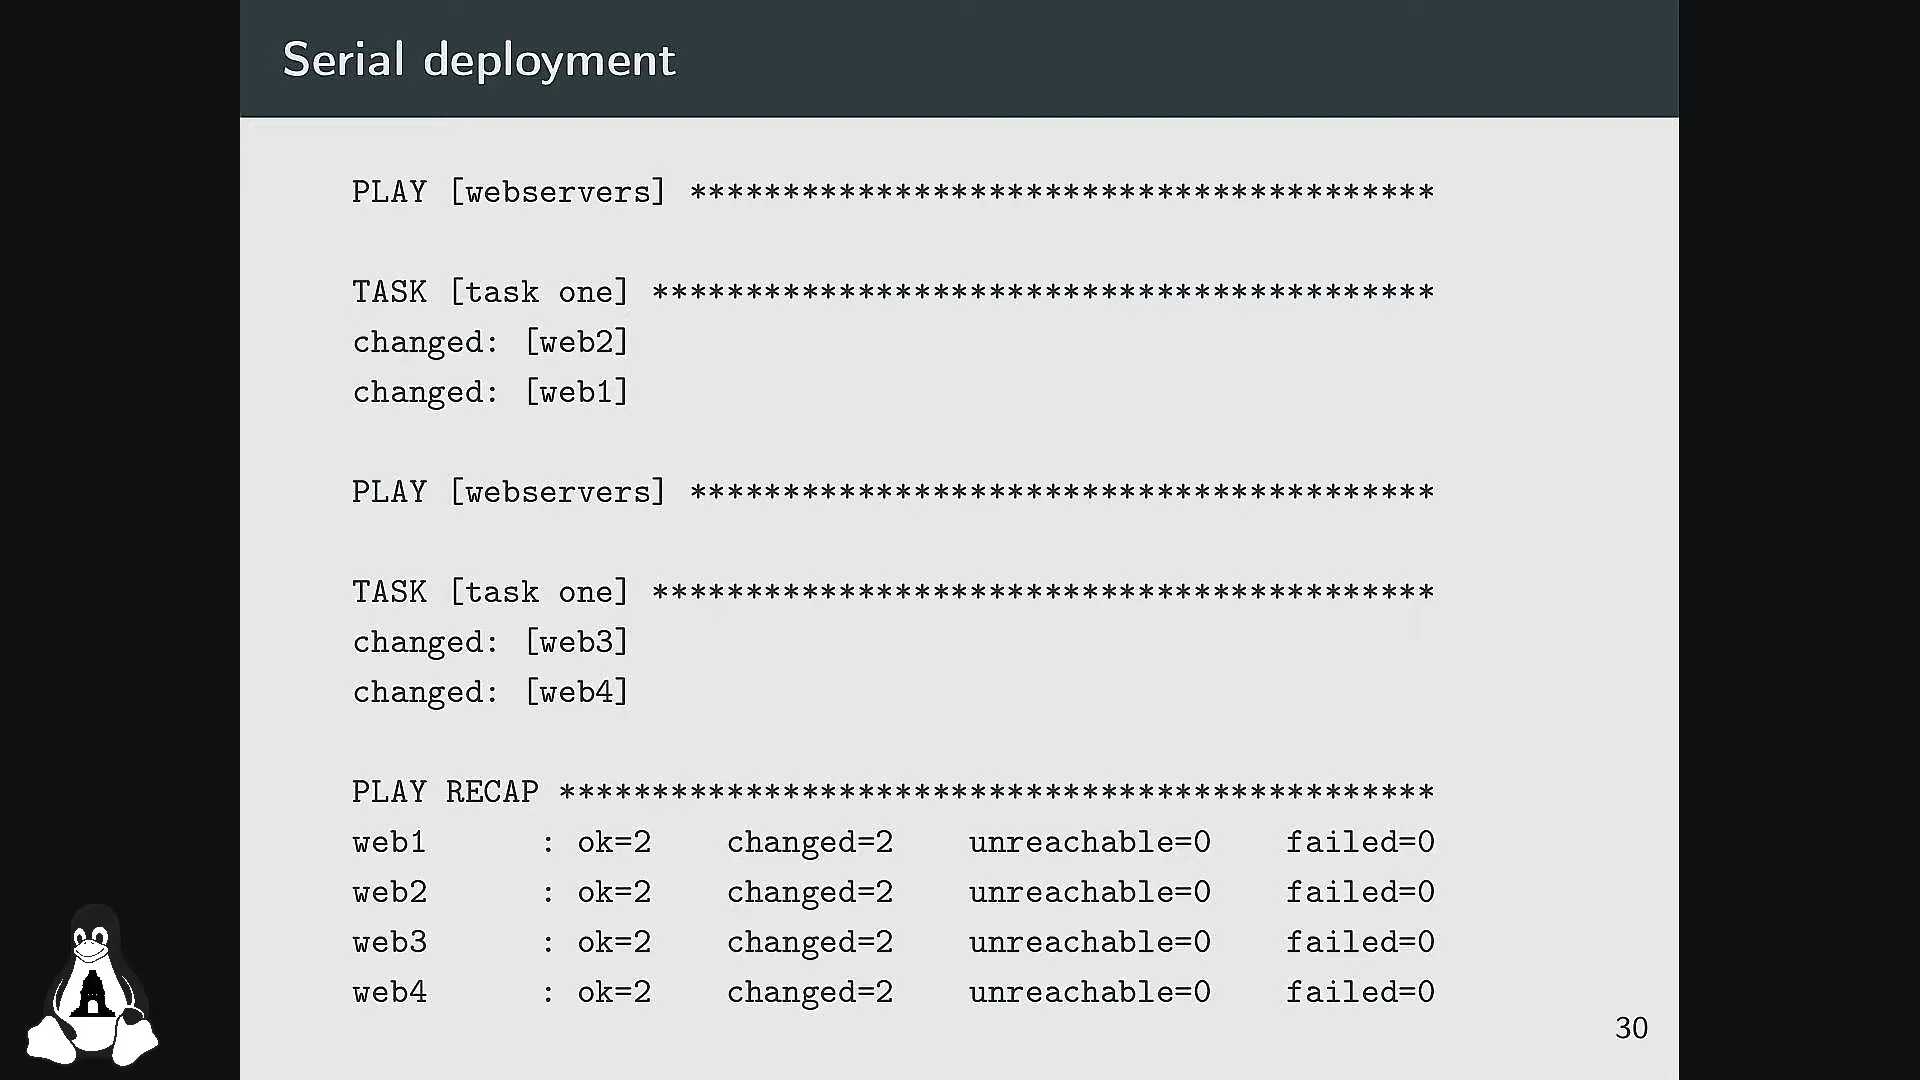 Serial deployment
PLAY [webservers] ****************************************
TASK [task one] ******************************************
changed: [web2]
changed: [web1]
PLAY [webservers] ****************************************
TASK [task one] ******************************************
changed: [web3]
changed: [web4]
PLAY RECAP ***********************************************
web1 : ok=2 changed=2 unreachable=0 failed=0
web2 : ok=2 changed=2 unreachable=0 failed=0
web3 : ok=2 changed=2 unreachable=0 failed=0
web4 : ok=2 changed=2 unreachable=0 failed=0
30